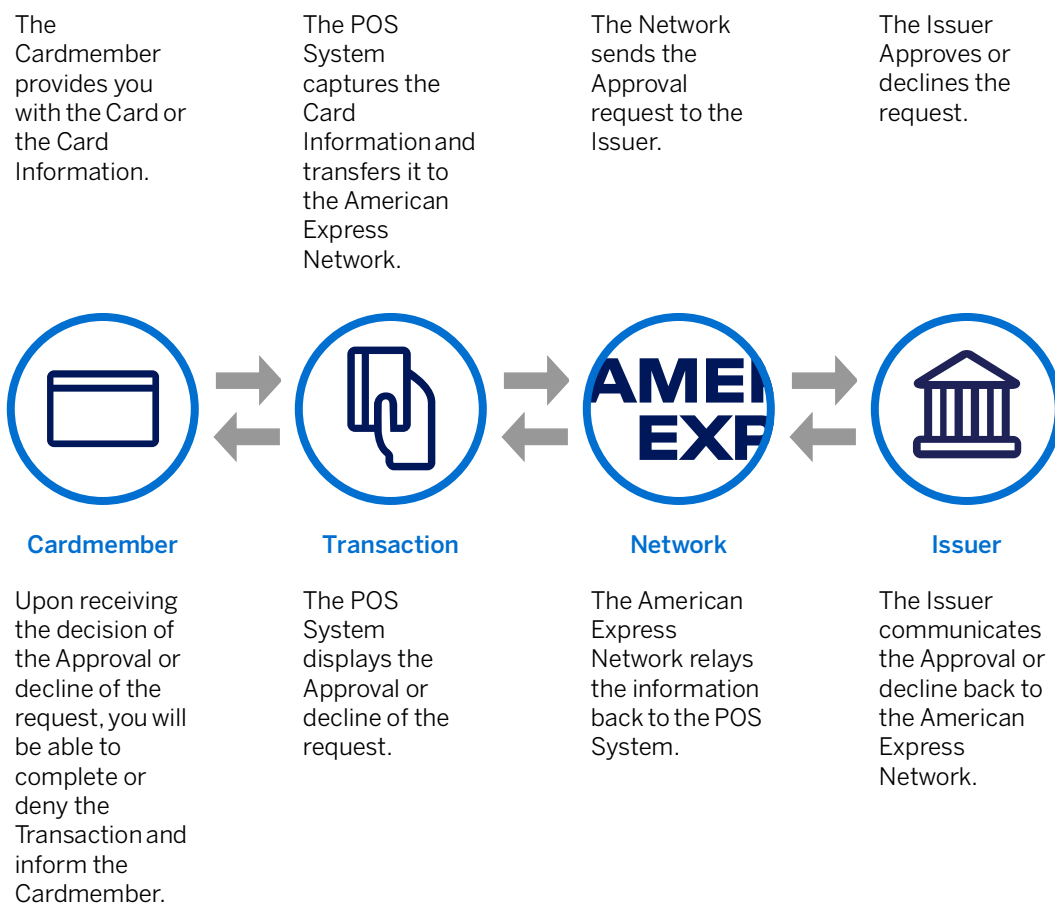 The
Cardmember
provides you
with the Card or
the Card
Information.
The POS
System
captures the
Card
Information and
transfers it to
the American
Express
Network.
The Network
sends the
Approval
request to the
Issuer.
The Issuer
Approves or
declines the
request.
AMER
EXP
Cardmember
Transaction
Network
Issuer
Upon receiving
the decision of
the Approval or
decline of the
request, you will
be able to
complete or
deny the
Transaction and
inform the
Cardmember.
The POS
System
displays the
Approval or
decline of the
request.
The American
Express
Network relays
the information
back to the POS
System.
The Issuer
communicates
the Approval or
decline back to
the American
Express
Network.